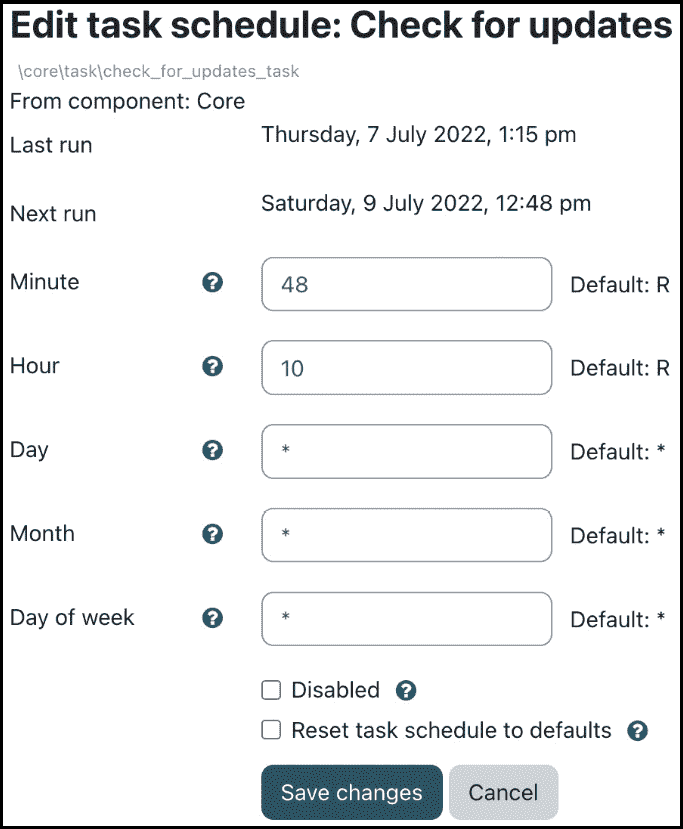 Edit task schedule: Check for updates
\core\task\check_for_updates_task
From component: Core
Last run Thursday, 7 July 2022, 1:15 pm
Next run Saturday, 9 July 2022, 12:48 pm
Minute ? 48 Default: R
Hour ? 10 Default: R
Day ? * Default: *
Month ? * Default: *
Day of week ? * Default: *
Disabled ?
Reset task schedule to defaults ?
Save changes Cancel